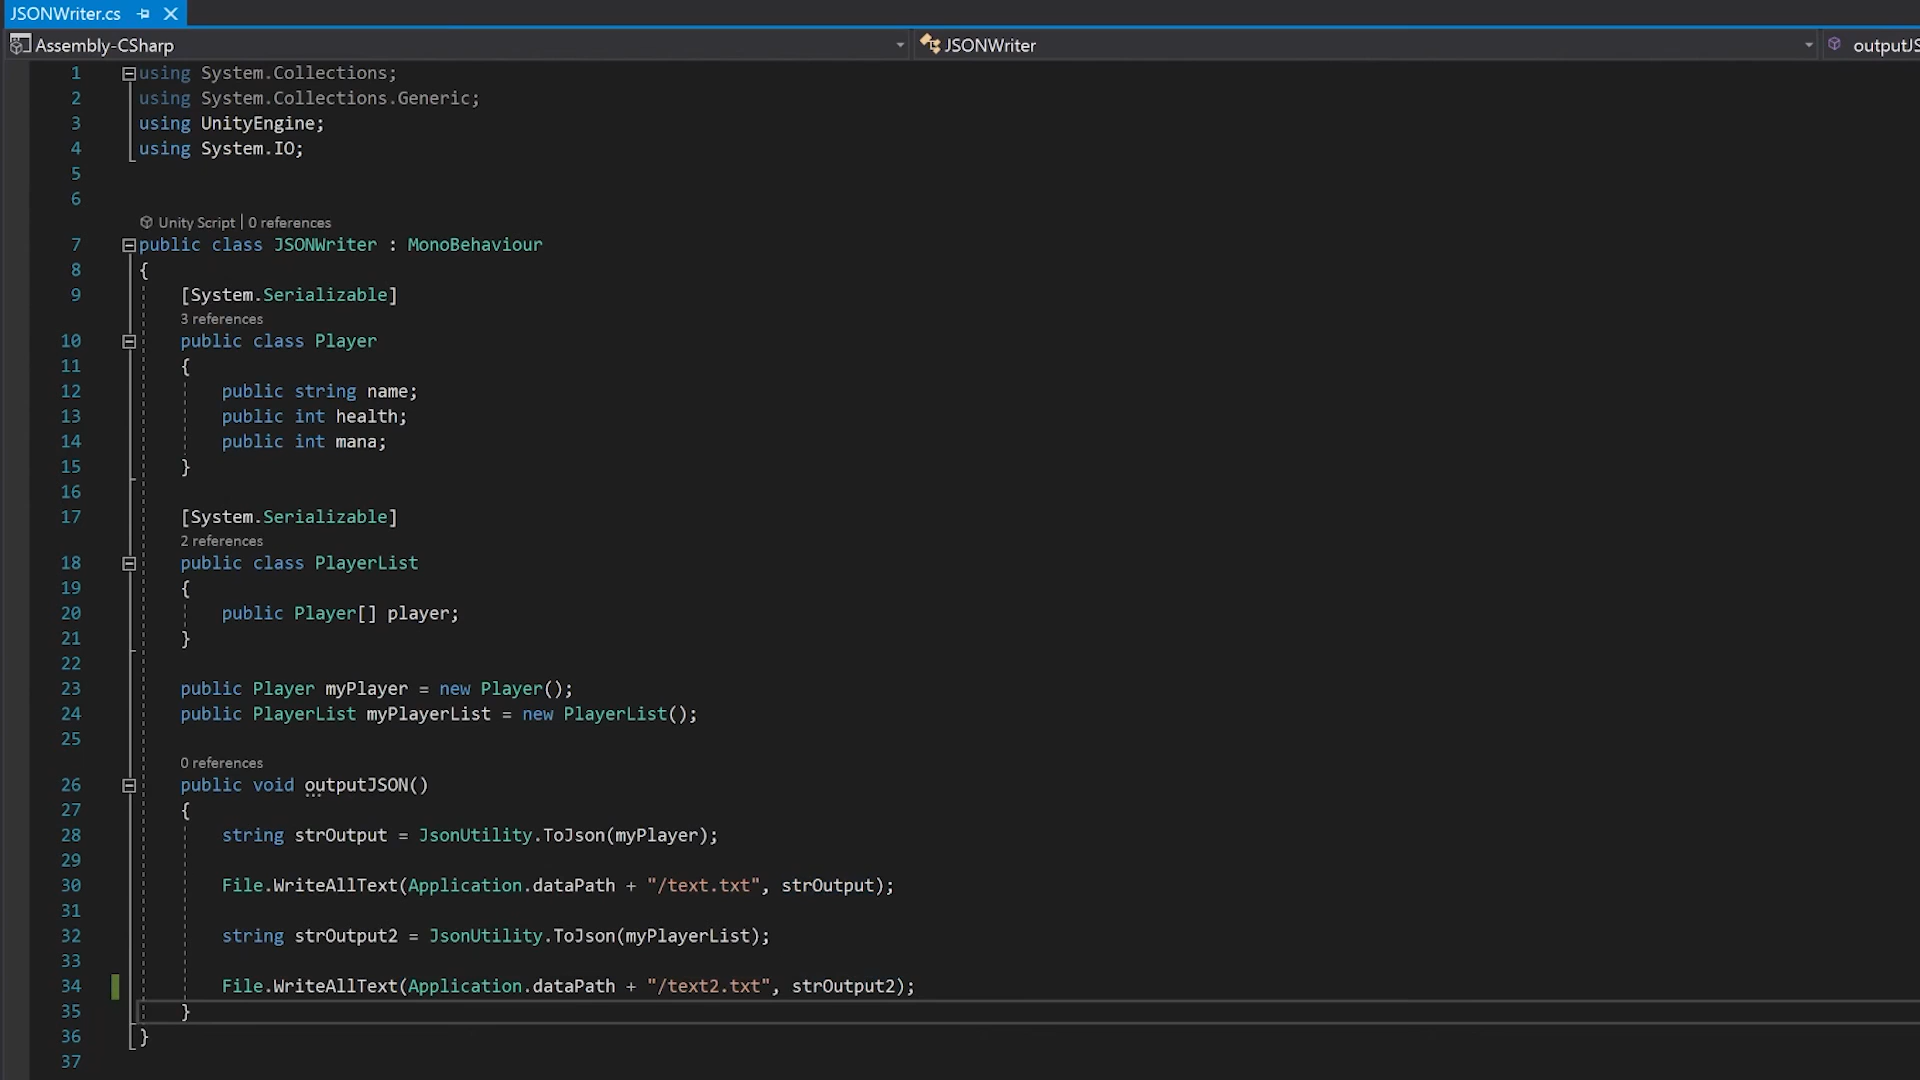 JSONWriter.cs
Assembly-CSharp JSONWriter outputJS
1 using System.Collections;
2 using System.Collections.Generic;
3 using UnityEngine;
4 using System.IO;
5
6
Unity Script | 0 references
7 public class JSONWriter : MonoBehaviour
8 {
9 [System.Serializable]
3 references
10 public class Player
11 {
12 public string name;
13 public int health;
14 public int mana;
15 }
16
17 [System.Serializable]
2 references
18 public class PlayerList
19 {
20 public Player[] player;
21 }
22
23 public Player myPlayer = new Player();
24 public PlayerList myPlayerList = new PlayerList();
25
0 references
26 public void outputJSON()
27 {
28 string strOutput = JsonUtility.ToJson(myPlayer);
29
30 File.WriteAllText(Application.dataPath + "/text.txt", strOutput);
31
32 string strOutput2 = JsonUtility.ToJson(myPlayerList);
33
34 File.WriteAllText(Application.dataPath + "/text2.txt", strOutput2);
35 }
36 }
37